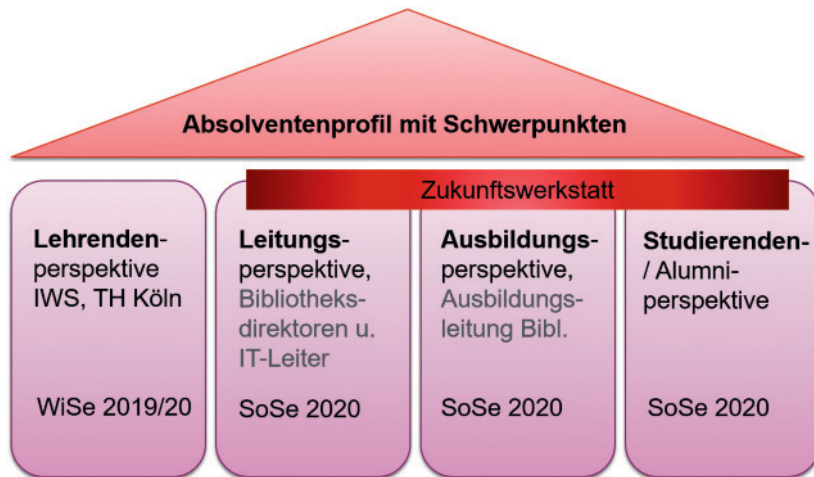 Absolventenprofil mit Schwerpunkten
Zukunftswerkstatt
Lehrenden-
perspektive
IWS, TH Köln
WiSe 2019/20
Leitungs-
perspektive,
Bibliotheks-
direktoren u.
IT-Leiter
SoSe 2020
Ausbildungs-
perspektive,
Ausbildungs-
leitung Bibl.
SoSe 2020
Studierenden-
/ Alumni-
perspektive
SoSe 2020